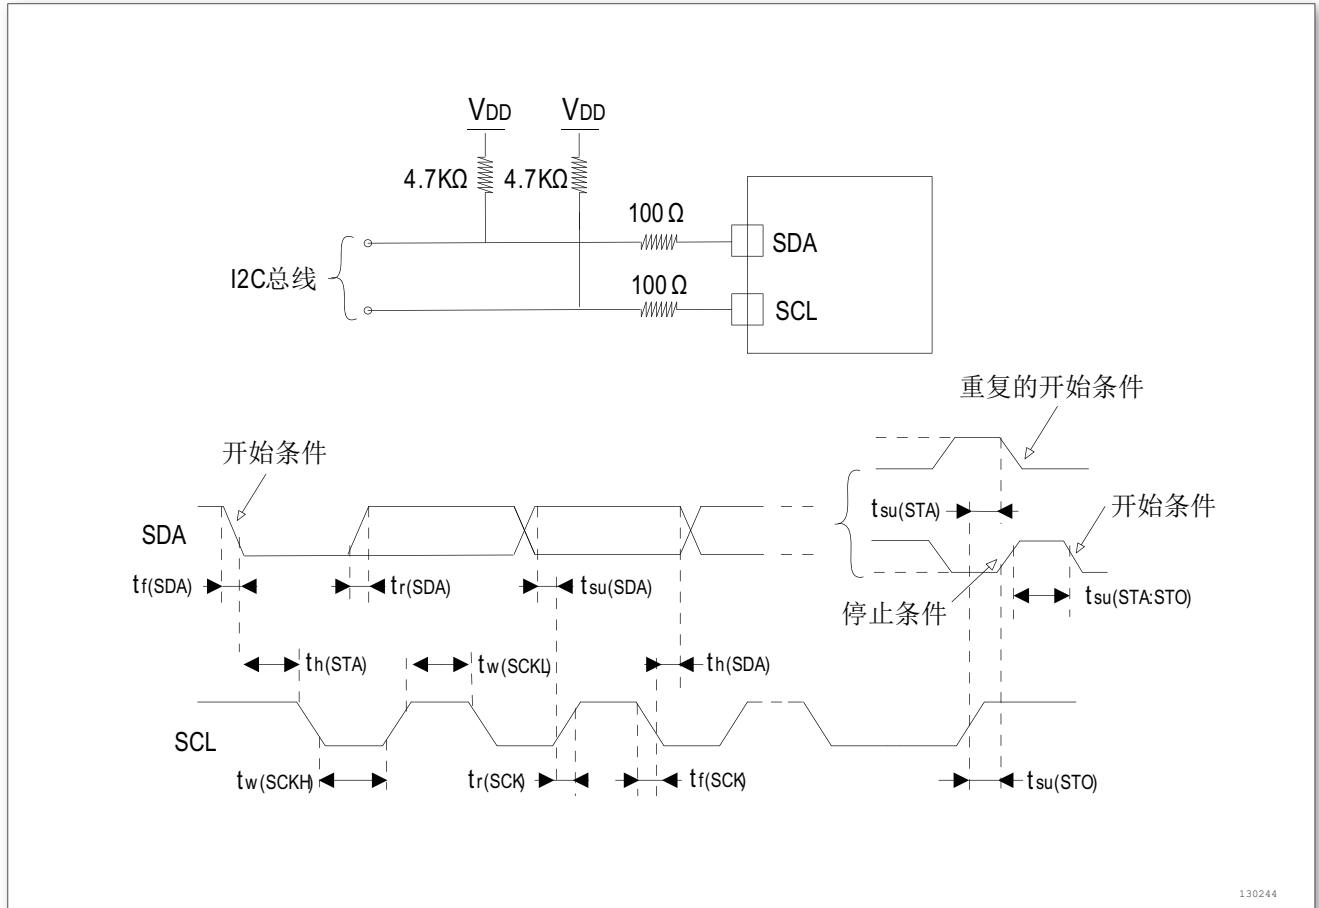 VDD VDD
4.7KΩ 4.7KΩ
100 Ω
SDA
I2C总线
100 Ω
SCL
重复的开始条件
开始条件
tsu(STA)
开始条件
SDA
tf(SDA)
tr(SDA)
tsu(SDA)
停止条件
tsu(STA:STO)
th(STA)
tw(SCKL)
th(SDA)
SCL
tw(SCKH)
tr(SCK)
tf(SCK)
tsu(STO)
130244